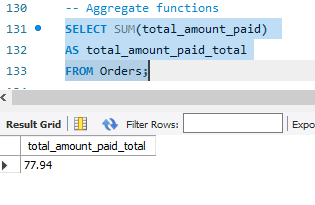 130
-- Aggregate functions
131
SELECT SUM(total_amount_paid)
132
AS total_amount_paid_total
133
FROM Orders;
Result Grid
Filter Rows:
Expo
total_amount_paid_total
77.94